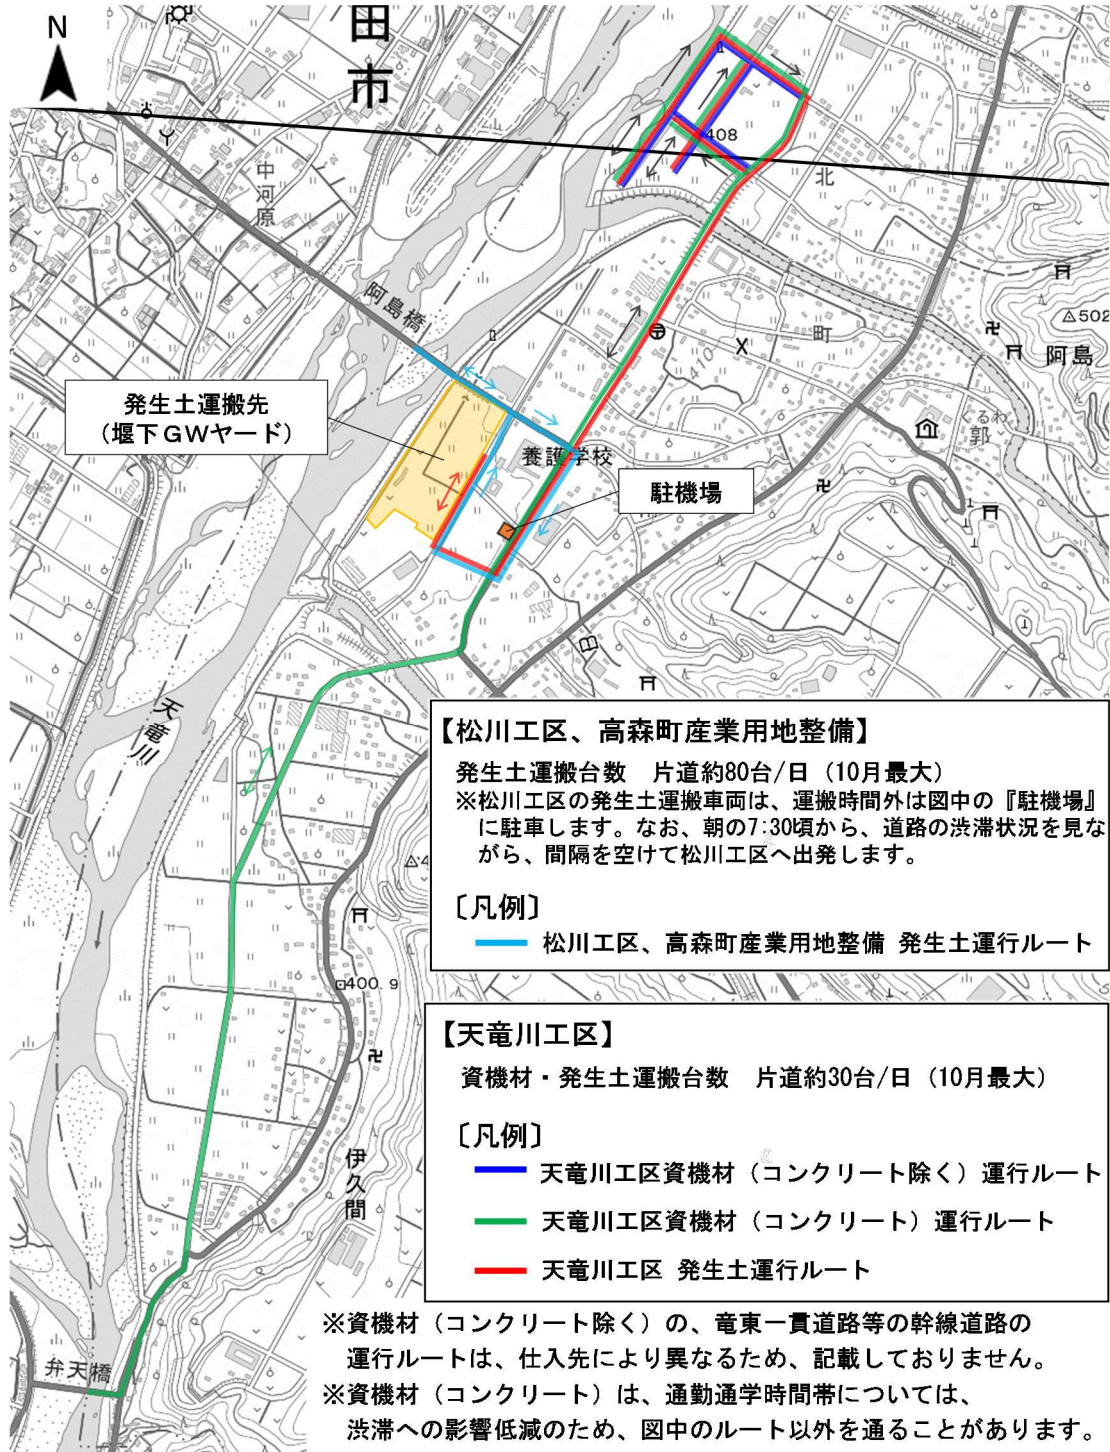 N
田
市
中河原
408
北
阿島橋
502
町
阿島
発生土運搬先
（堰下GWヤード）
くるわ
郭
養護学校
駐機場
天竜川
【松川工区、高森町産業用地整備】
発生土運搬台数　片道約80台/日（10月最大）
※松川工区の発生土運搬車両は、運搬時間外は図中の『駐機場』
に駐車します。なお、朝の7:30頃から、道路の渋滞状況を見な
がら、間隔を空けて松川工区へ出発します。
〔凡例〕
松川工区、高森町産業用地整備 発生土運行ルート
400.9
【天竜川工区】
資機材・発生土運搬台数　片道約30台/日（10月最大）
〔凡例〕
天竜川工区資機材（コンクリート除く）運行ルート
天竜川工区資機材（コンクリート）運行ルート
天竜川工区 発生土運行ルート
伊久間
弁天橋
※資機材（コンクリート除く）の、竜東一貫道路等の幹線道路の
運行ルートは、仕入先により異なるため、記載しておりません。
※資機材（コンクリート）は、通勤通学時間帯については、
渋滞への影響低減のため、図中のルート以外を通ることがあります。